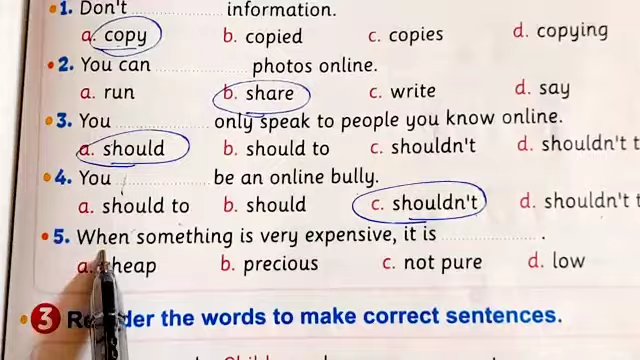 1. Don't ............ information.
a. copy b. copied c. copies d. copying
2. You can ............ photos online.
a. run b. share c. write d. say
3. You ............ only speak to people you know online.
a. should b. should to c. shouldn't d. shouldn't t
4. You ............ be an online bully.
a. should to b. should c. shouldn't d. shouldn't t
5. When something is very expensive, it is ............ .
a. cheap b. precious c. not pure d. low
3 the words to make correct sentences.